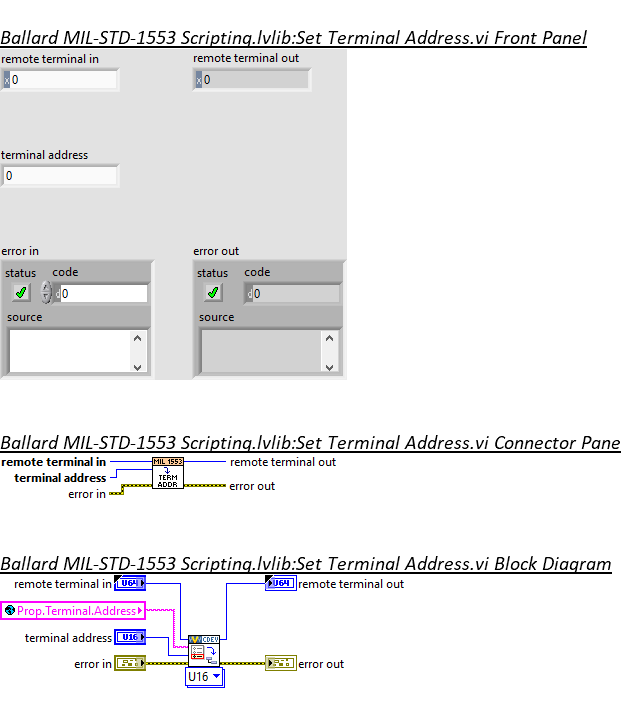 Ballard MIL-STD-1553 Scripting.lvlib:Set Terminal Address.vi Front Panel
remote terminal in remote terminal out
x 0 x 0
terminal address
0
error in error out
status code status code
d 0 d 0
source source
Ballard MIL-STD-1553 Scripting.lvlib:Set Terminal Address.vi Connector Pane
remote terminal in MIL 1553 remote terminal out
terminal address TERM
error in ADDR error out
Ballard MIL-STD-1553 Scripting.lvlib:Set Terminal Address.vi Block Diagram
remote terminal in U64 U64 remote terminal out
Prop.Terminal.Address
terminal address U16 CDEV
error in error out
U16